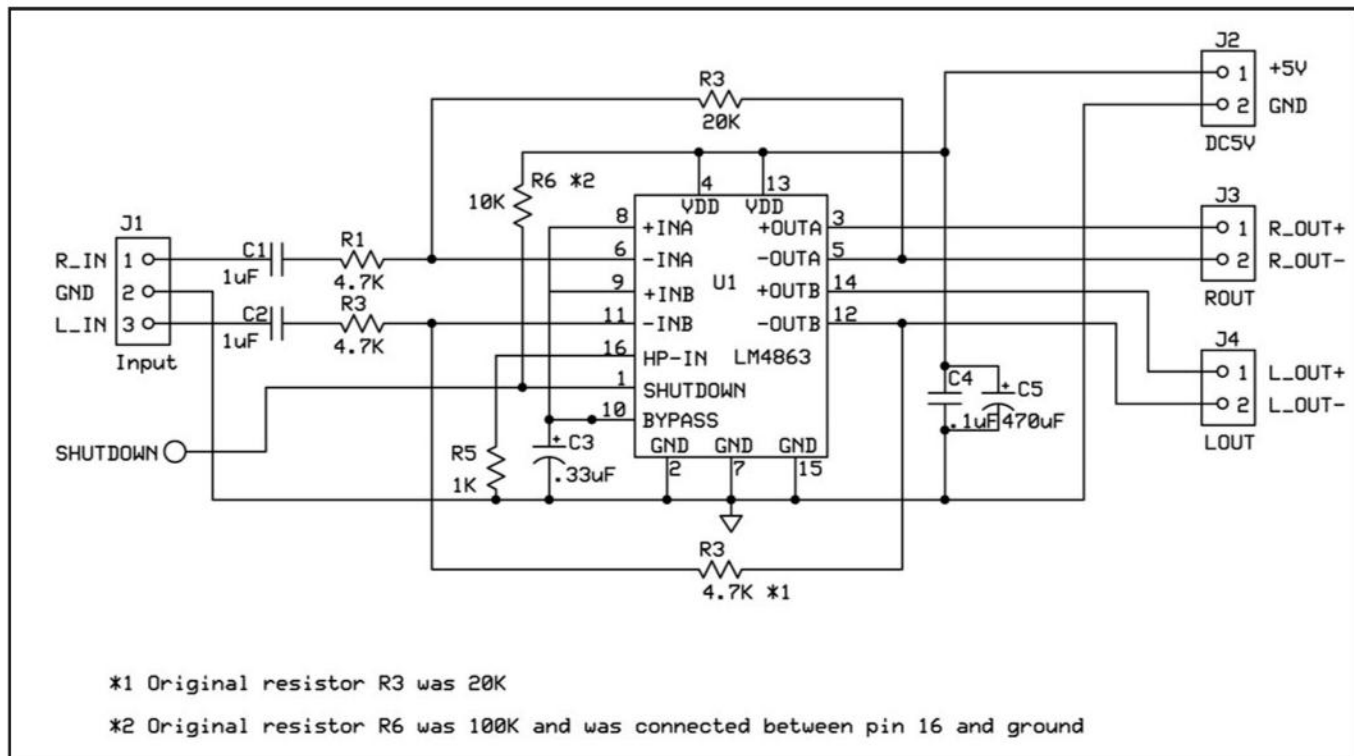 J2
1 +5V
2 GND
DC5V
R3
20K
R6 *2
10K
4
13
VDD
VDD
J1
R_IN 1
GND 2
L_IN 3
Input
C1
1uF
R1
4.7K
C2
1uF
R3
4.7K
8 +INA
6 -INA
9 +INB
11 -INB
16 HP-IN
1 SHUTDOWN
10 BYPASS
U1
LM4863
+OUTA 3
-OUTA 5
+OUTB 14
-OUTB 12
GND
GND
GND
2
7
15
J3
1 R_OUT+
2 R_OUT-
ROUT
J4
1 L_OUT+
2 L_OUT-
LOUT
C4
.1uF
+
C5
470uF
SHUTDOWN
R5
1K
+
C3
.33uF
R3
4.7K *1
*1 Original resistor R3 was 20K
*2 Original resistor R6 was 100K and was connected between pin 16 and ground